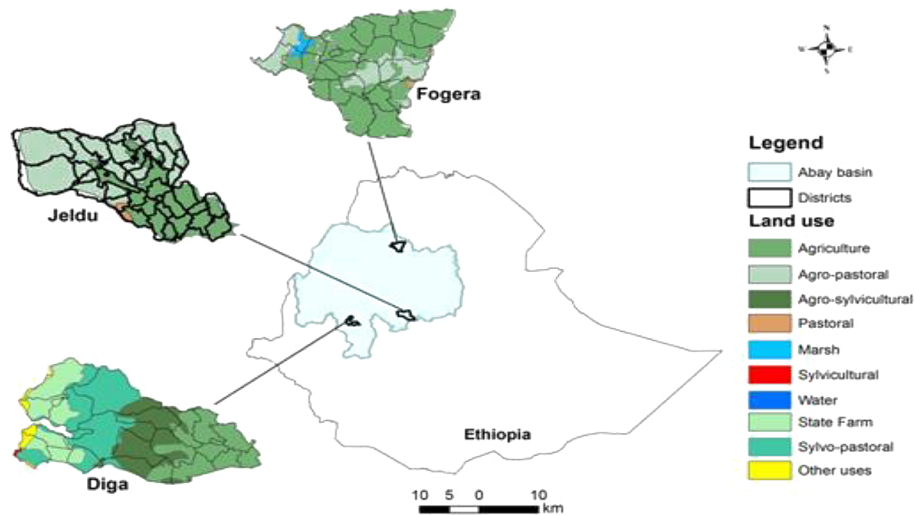 N
W E
S
Fogera
Jeldu
Diga
Ethiopia
Legend
Abay basin
Districts
Land use
Agriculture
Agro-pastoral
Agro-sylvicultural
Pastoral
Marsh
Sylvicultural
Water
State Farm
Sylvo-pastoral
Other uses
10 5 0 10
km